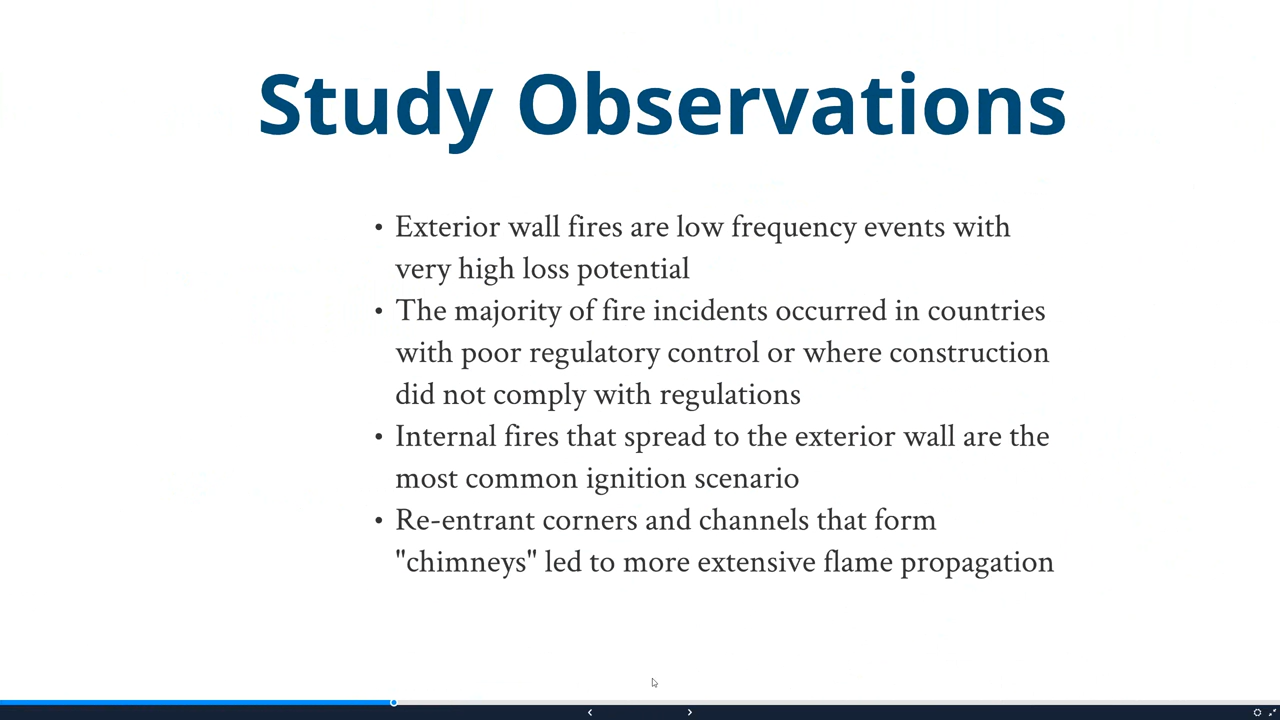 Study Observations
• Exterior wall fires are low frequency events with
very high loss potential
• The majority of fire incidents occurred in countries
with poor regulatory control or where construction
did not comply with regulations
• Internal fires that spread to the exterior wall are the
most common ignition scenario
• Re-entrant corners and channels that form
"chimneys" led to more extensive flame propagation